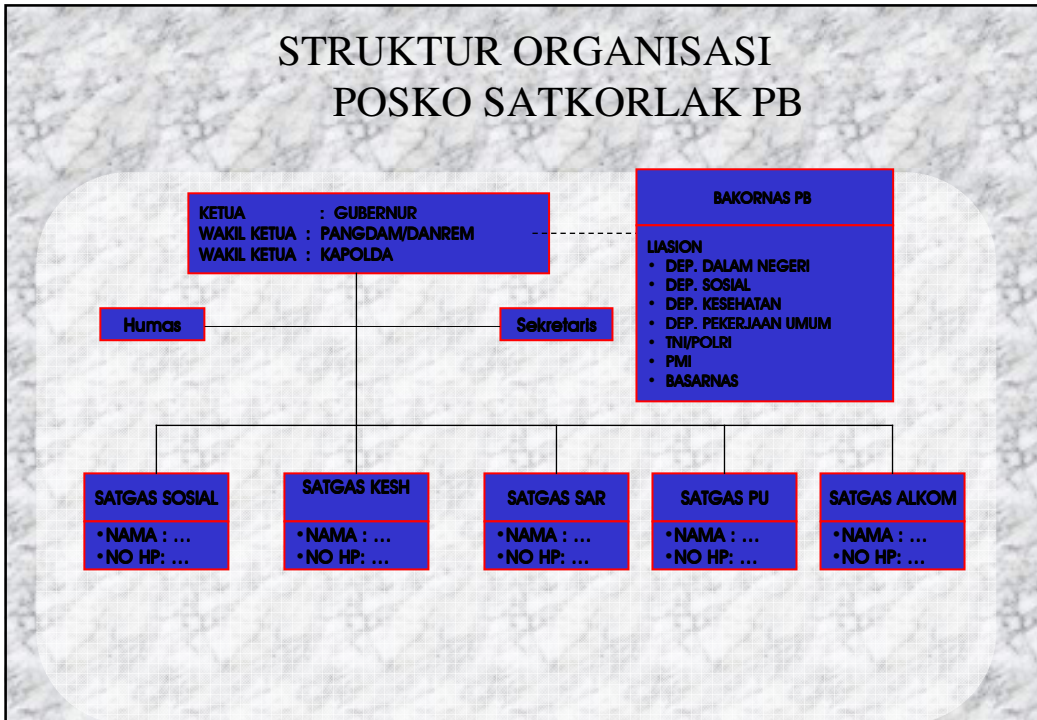 STRUKTUR ORGANISASI
POSKO SATKORLAK PB
KETUA : GUBERNUR
WAKIL KETUA : PANGDAM/DANREM
WAKIL KETUA : KAPOLDA
BAKORNAS PB
LIASION
• DEP. DALAM NEGERI
• DEP. SOSIAL
• DEP. KESEHATAN
• DEP. PEKERJAAN UMUM
• TNI/POLRI
• PMI
• BASARNAS
Humas
Sekretaris
SATGAS SOSIAL
•NAMA : ...
•NO HP: ...
SATGAS KESH
•NAMA : ...
•NO HP: ...
SATGAS SAR
•NAMA : ...
•NO HP: ...
SATGAS PU
•NAMA : ...
•NO HP: ...
SATGAS ALKOM
•NAMA : ...
•NO HP: ...